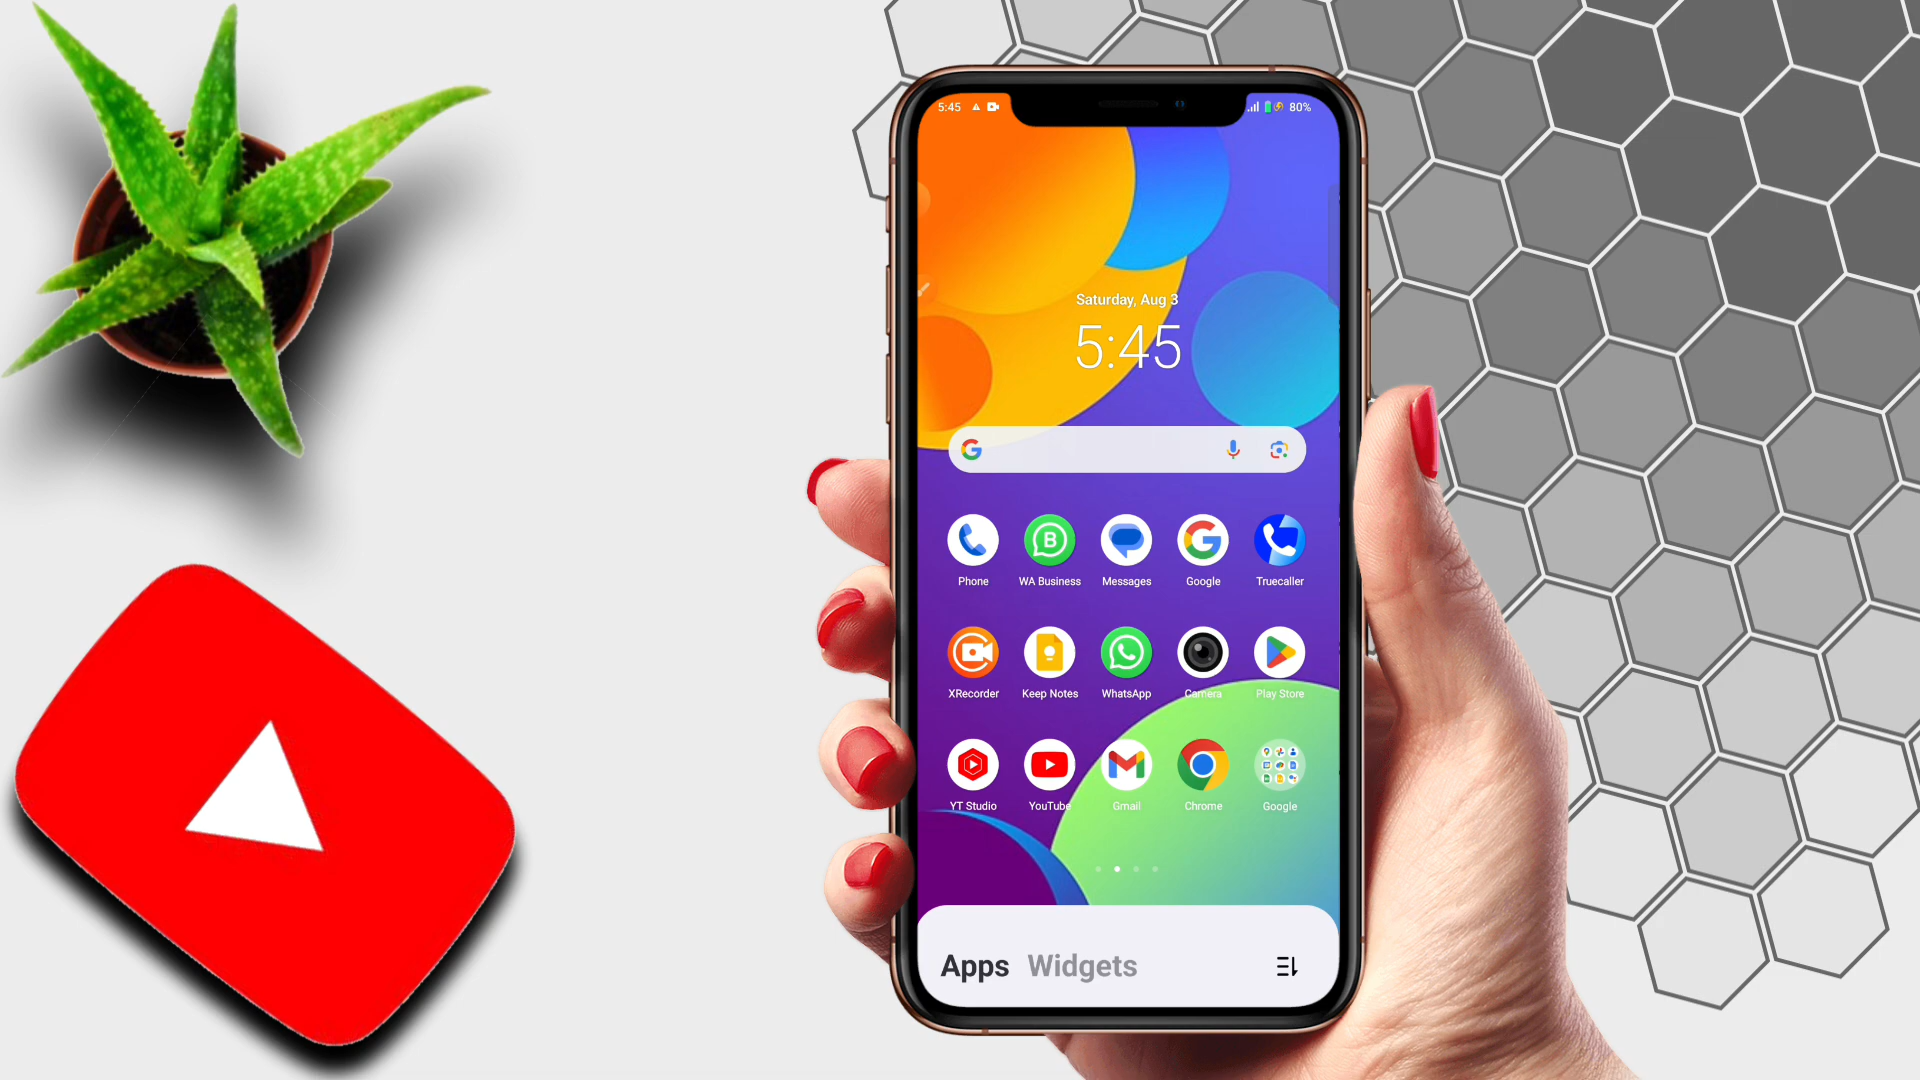 5:45 80%
Saturday, Aug 3
5:45
Phone WA Business Messages Google Truecaller
XRecorder Keep Notes WhatsApp Camera Play Store
YT Studio YouTube Gmail Chrome Google
Apps Widgets